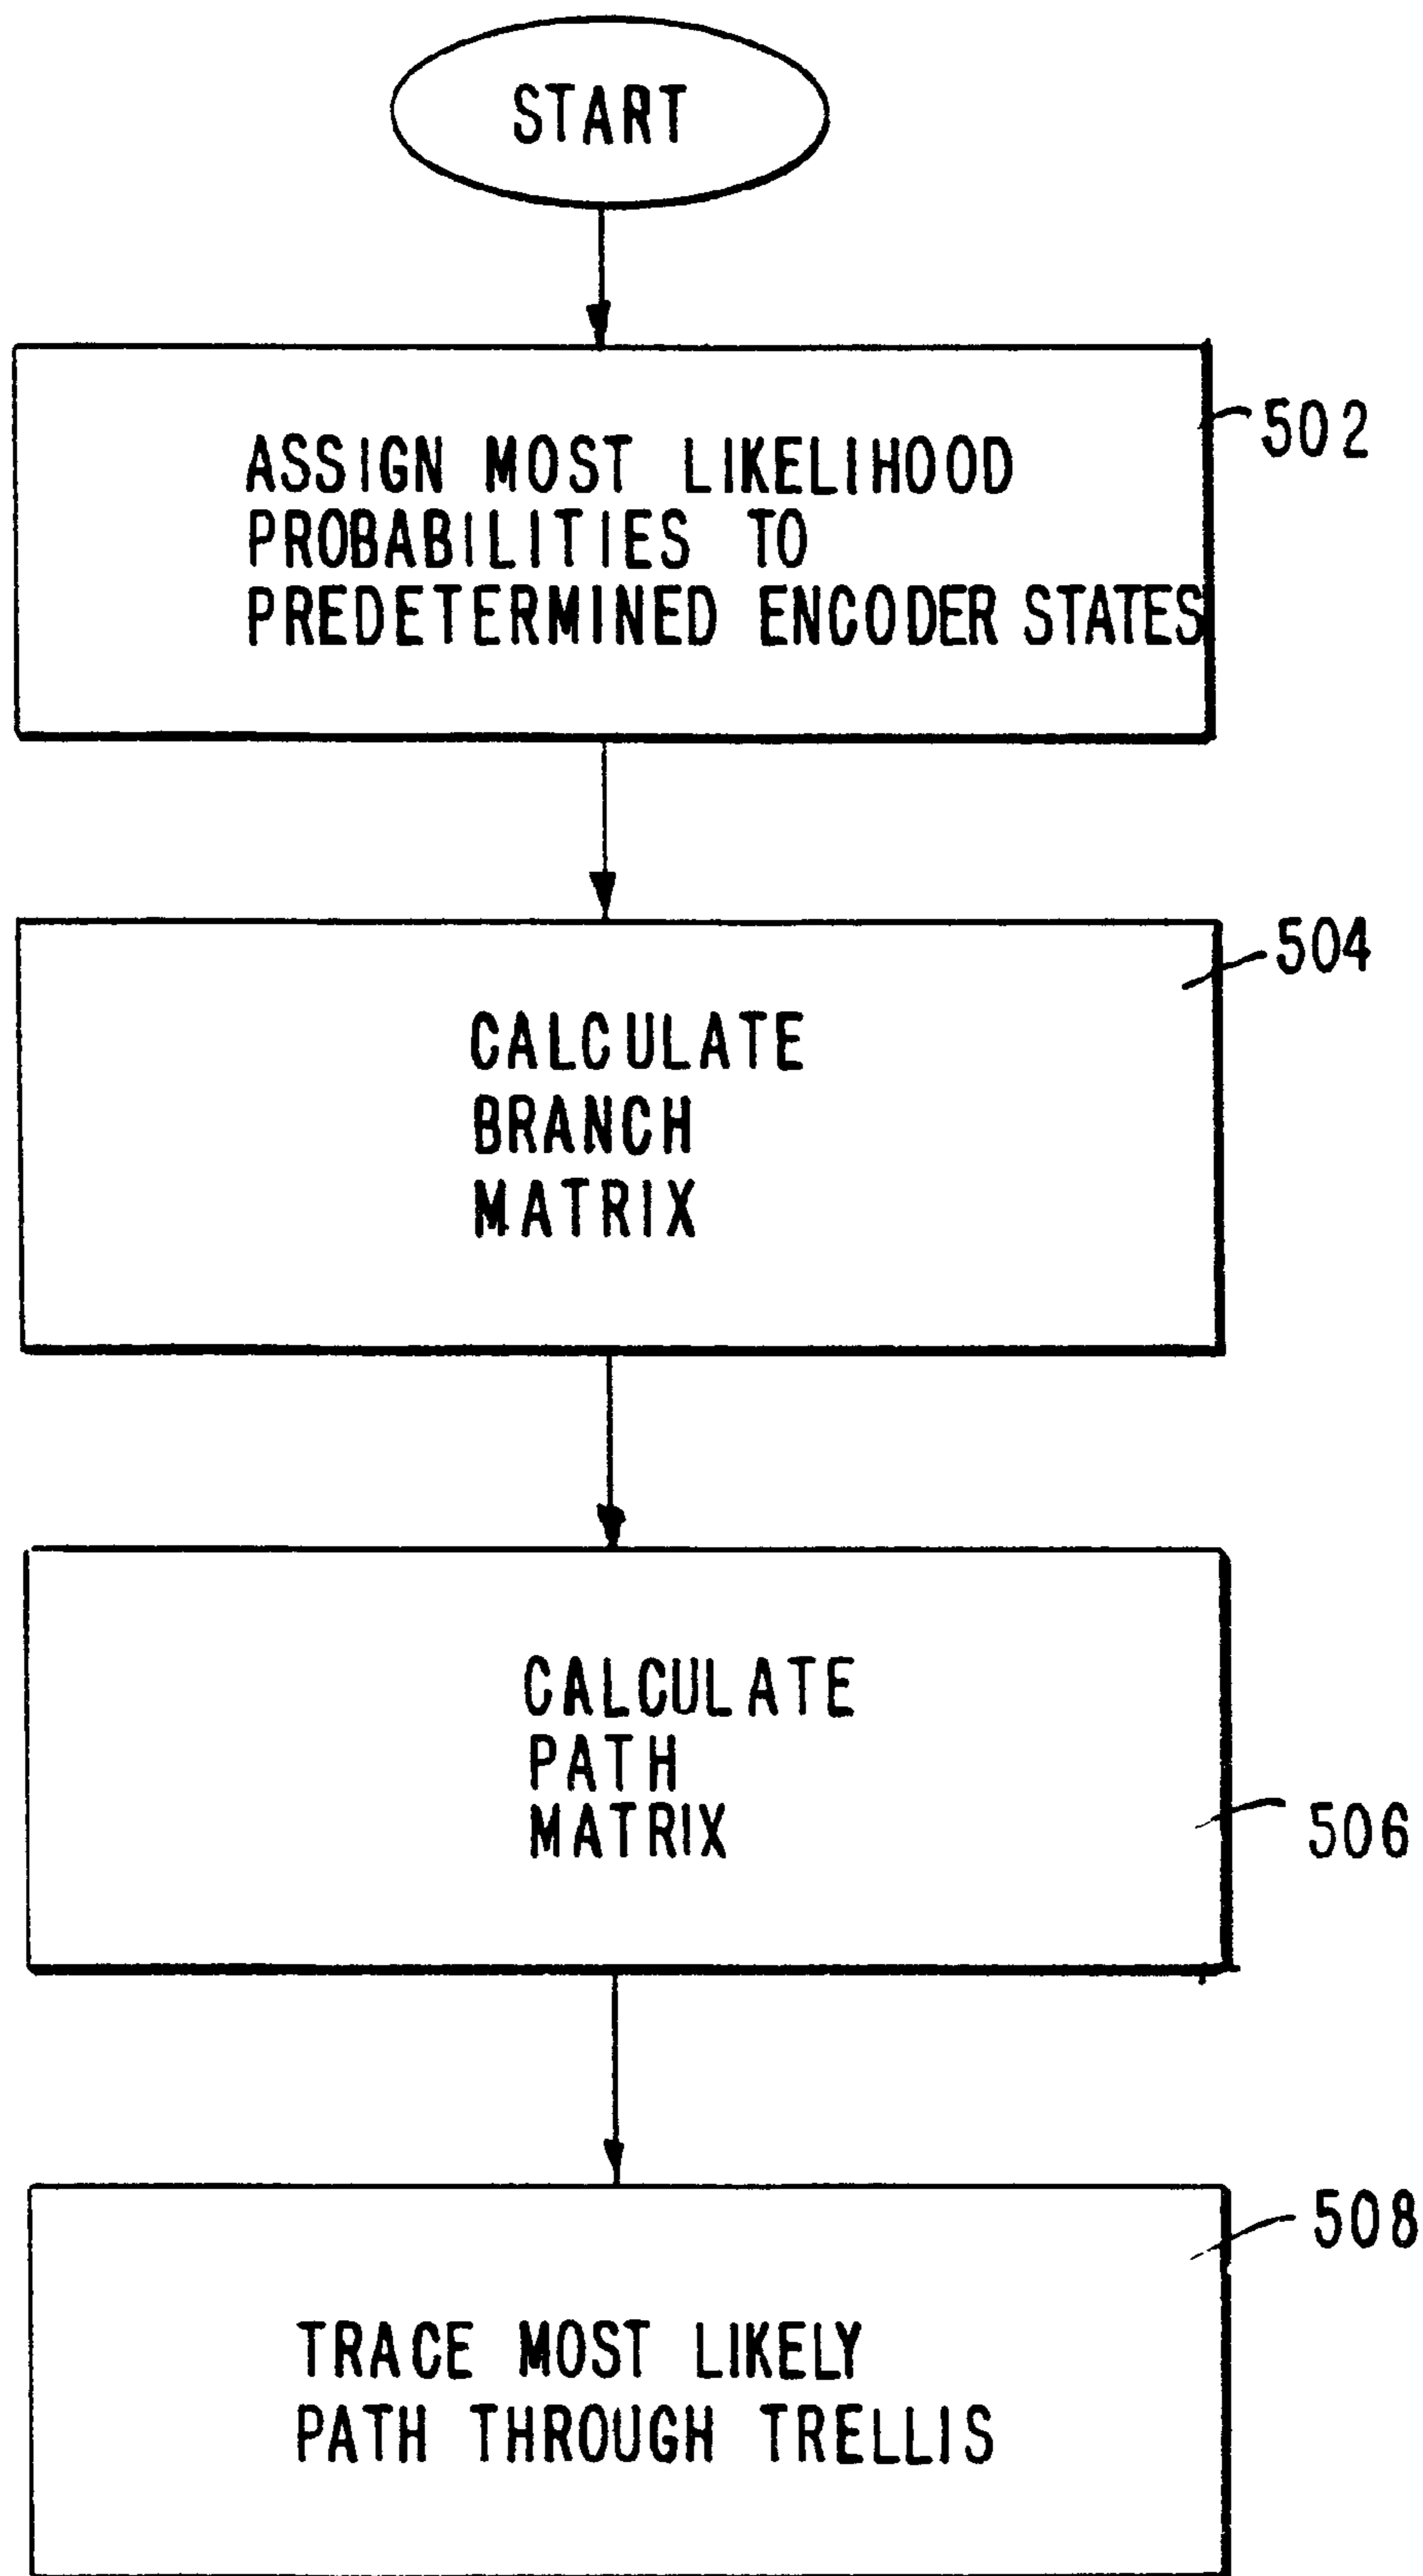 START
502
ASSIGN MOST LIKELIHOOD
PROBABILITIES TO
PREDETERMINED ENCODER STATES
504
CALCULATE
BRANCH
MATRIX
CALCULATE
PATH
MATRIX
506
508
TRACE MOST LIKELY
PATH THROUGH TRELLIS